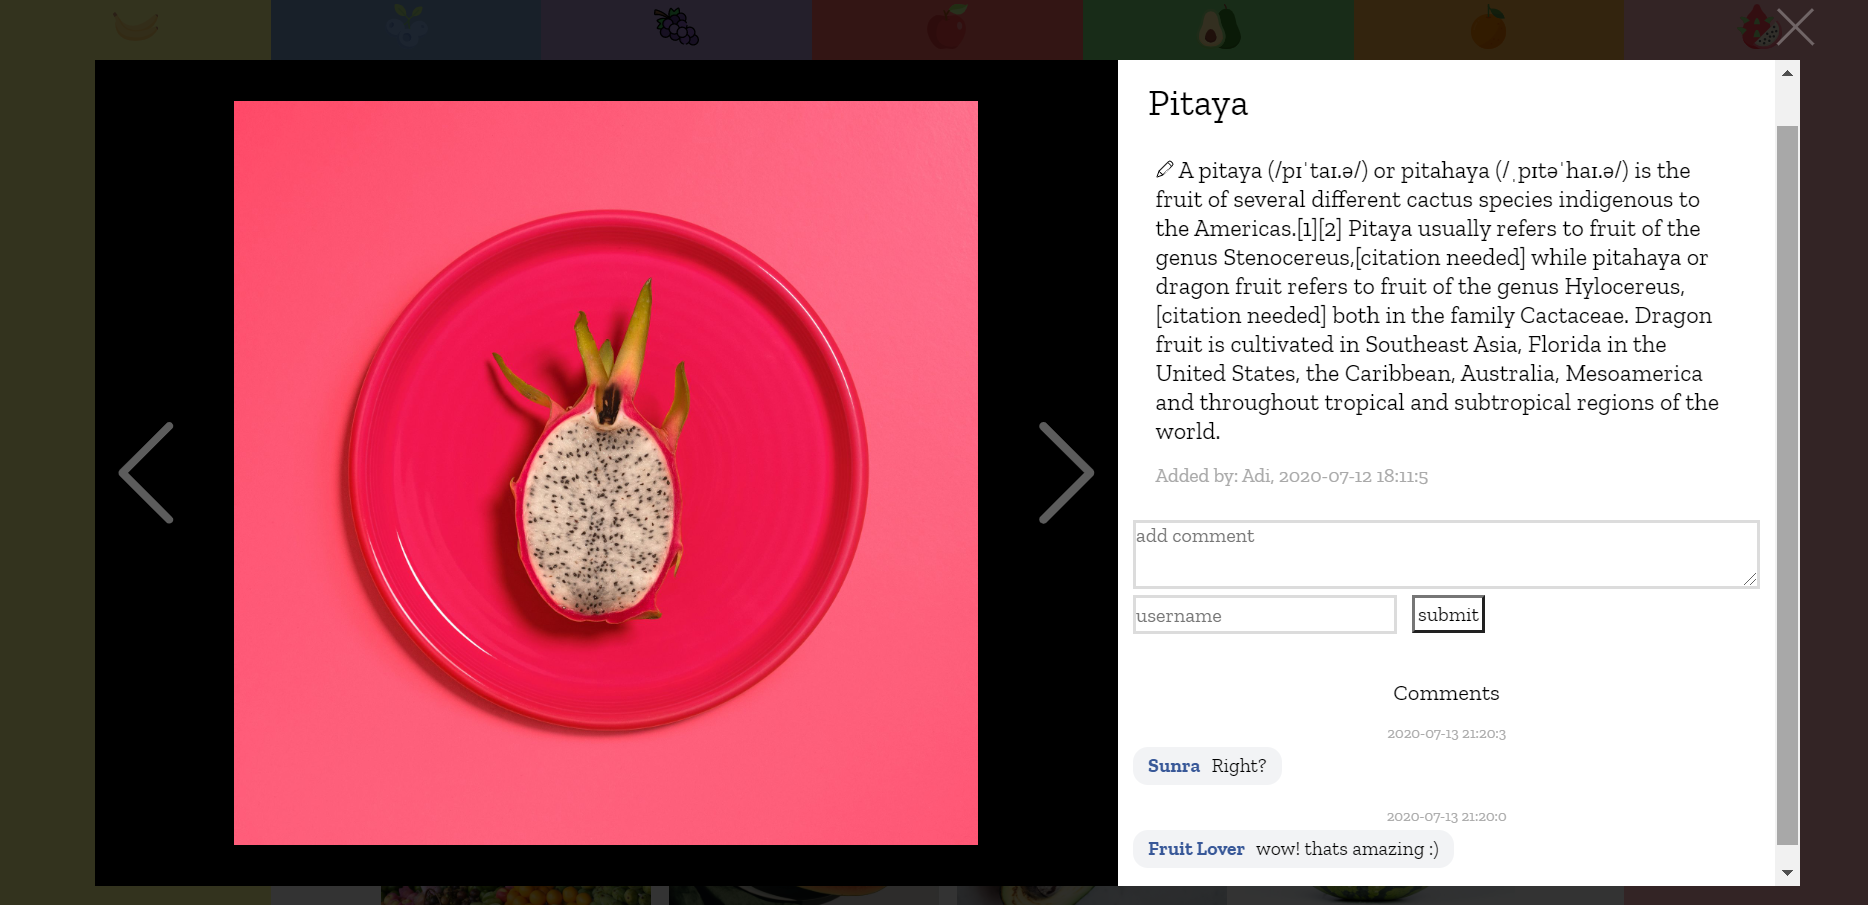 Pitaya
A pitaya (/pɪˈtaɪ.ə/) or pitahaya (/ˌpɪtəˈhaɪ.ə/) is the
fruit of several different cactus species indigenous to
the Americas.[1][2] Pitaya usually refers to fruit of the
genus Stenocereus,[citation needed] while pitahaya or
dragon fruit refers to fruit of the genus Hylocereus,
[citation needed] both in the family Cactaceae. Dragon
fruit is cultivated in Southeast Asia, Florida in the
United States, the Caribbean, Australia, Mesoamerica
and throughout tropical and subtropical regions of the
world.
Added by: Adi, 2020-07-12 18:11:5
add comment
username submit
Comments
2020-07-13 21:20:3
Sunra Right?
2020-07-13 21:20:0
Fruit Lover wow! thats amazing :)